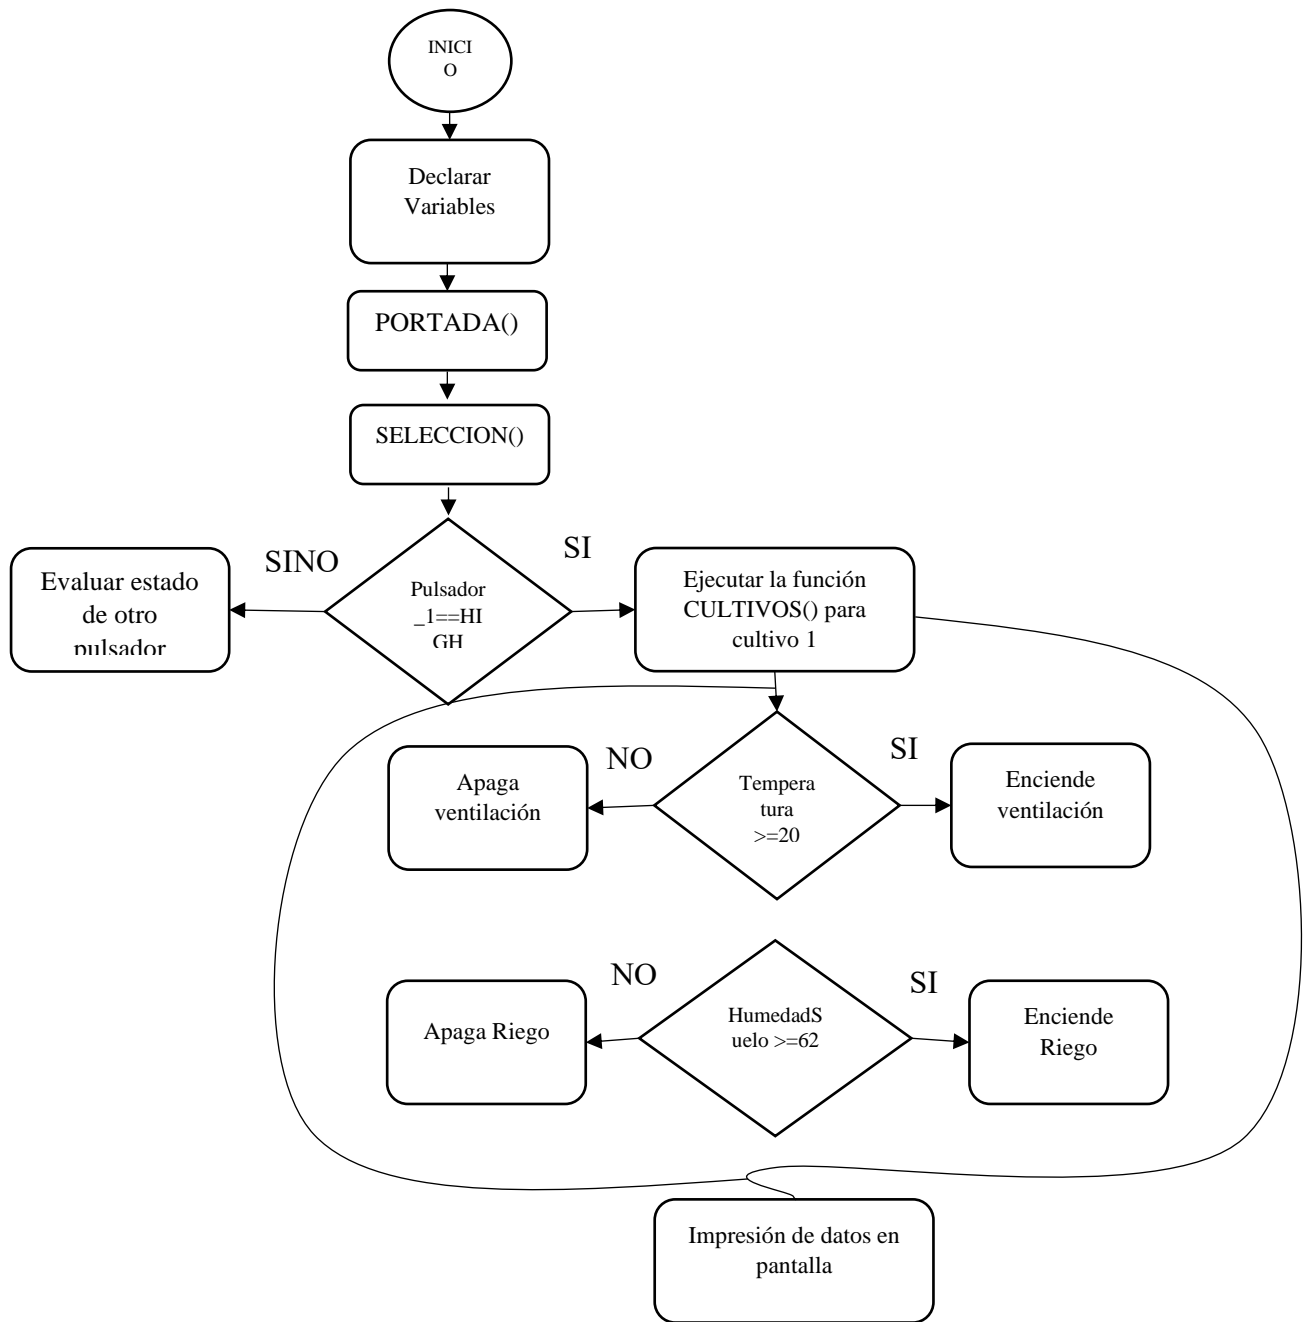 INICI
O
Declarar
Variables
PORTADA()
SELECCION()
SINO
SI
Evaluar estado
de otro
pulsador
Pulsador
_1==HI
GH
Ejecutar la función
CULTIVOS() para
cultivo 1
NO
SI
Apaga
ventilación
Tempera
tura
>=20
Enciende
ventilación
NO
SI
Apaga Riego
HumedadS
uelo >=62
Enciende
Riego
Impresión de datos en
pantalla